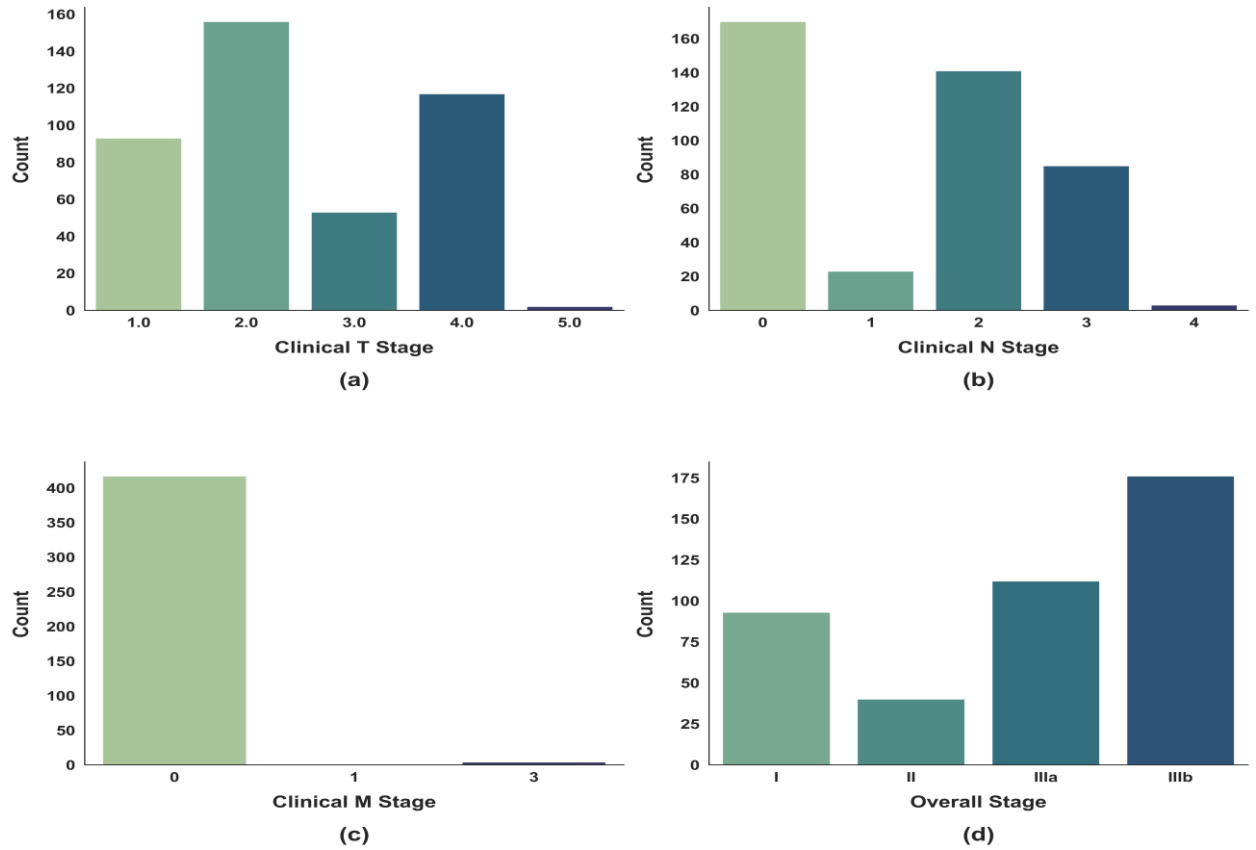 160
140
120
100
80
60
40
20
0
Count
1.0 2.0 3.0 4.0 5.0
Clinical T Stage
(a)
160
140
120
100
80
60
40
20
0
Count
0 1 2 3 4
Clinical N Stage
(b)
400
350
300
250
200
150
100
50
0
Count
0 1 3
Clinical M Stage
(c)
175
150
125
100
75
50
25
0
Count
I II IIIa IIIb
Overall Stage
(d)